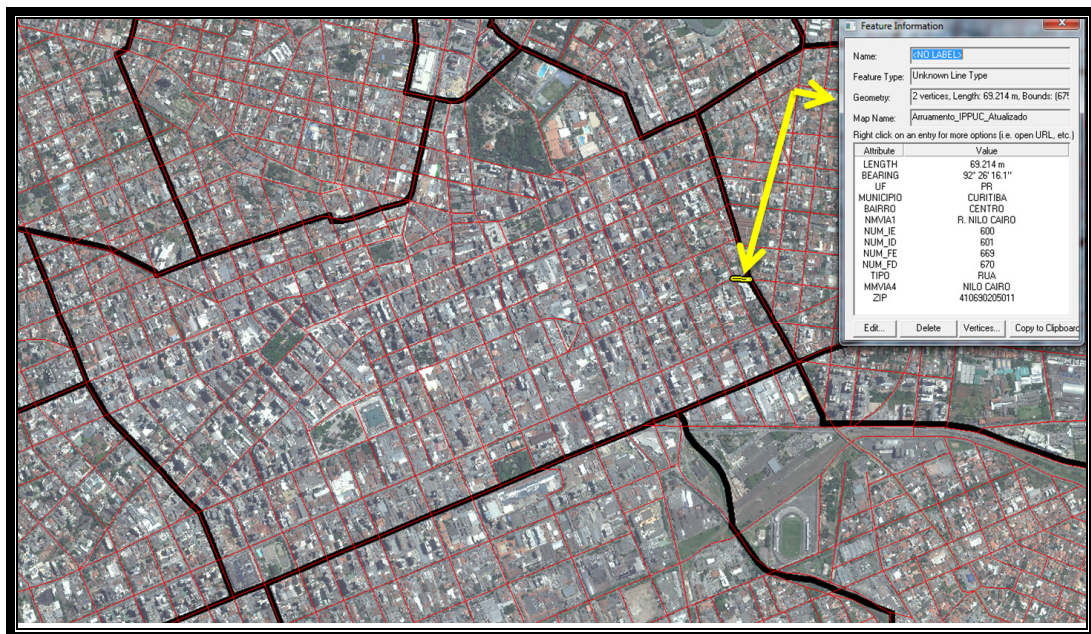 Feature Information
Name: <NO LABEL>
Feature Type: Unknown Line Type
Geometry: 2 vertices, Length: 69.214 m, Bounds: (675
Map Name: Arruamento_IPPUC_Atualizado
Right click on an entry for more options (i.e. open URL, etc.)
Attribute Value
LENGTH 69.214 m
BEARING 92° 26' 16.1"
UF PR
MUNICIPIO CURITIBA
BAIRRO CENTRO
NMVIA1 R. NILO CAIRO
NUM_IE 600
NUM_ID 601
NUM_FE 669
NUM_FD 670
TIPO RUA
MMVIA4 NILO CAIRO
ZIP 410690205011
Edit... Delete Vertices... Copy to Clipboard